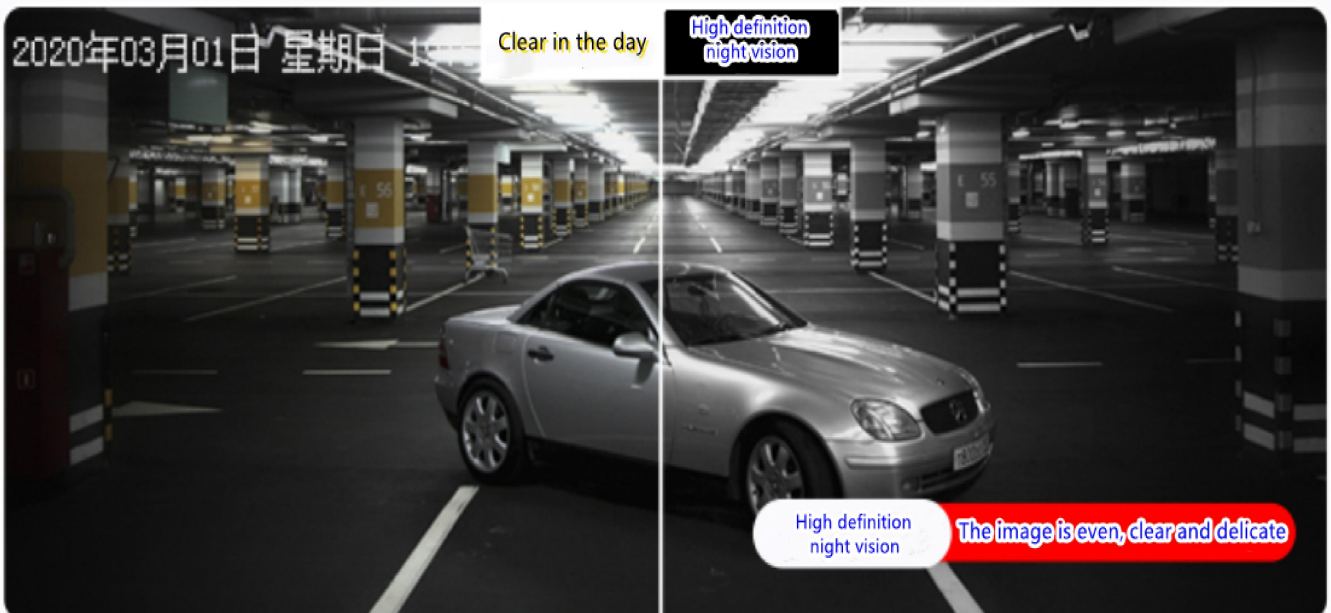 2020年03月01日 星期日
Clear in the day
High definition
night vision
E 56
E 55
High definition
night vision
The image is even, clear and delicate